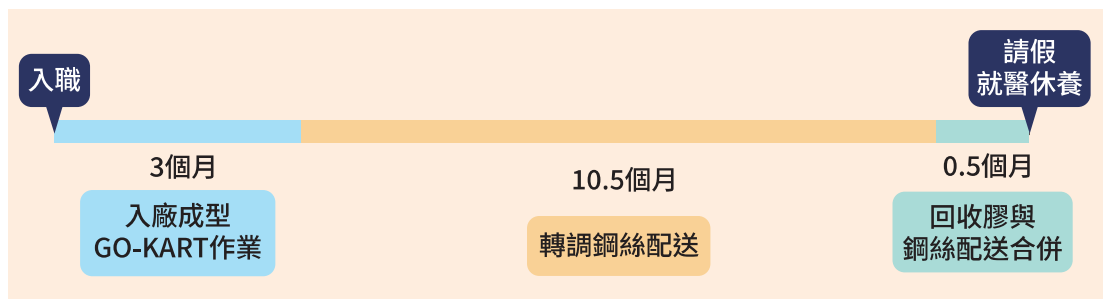 入職
請假
就醫休養
3個月
10.5個月
0.5個月
入廠成型
GO-KART作業
轉調鋼絲配送
回收膠與
鋼絲配送合併